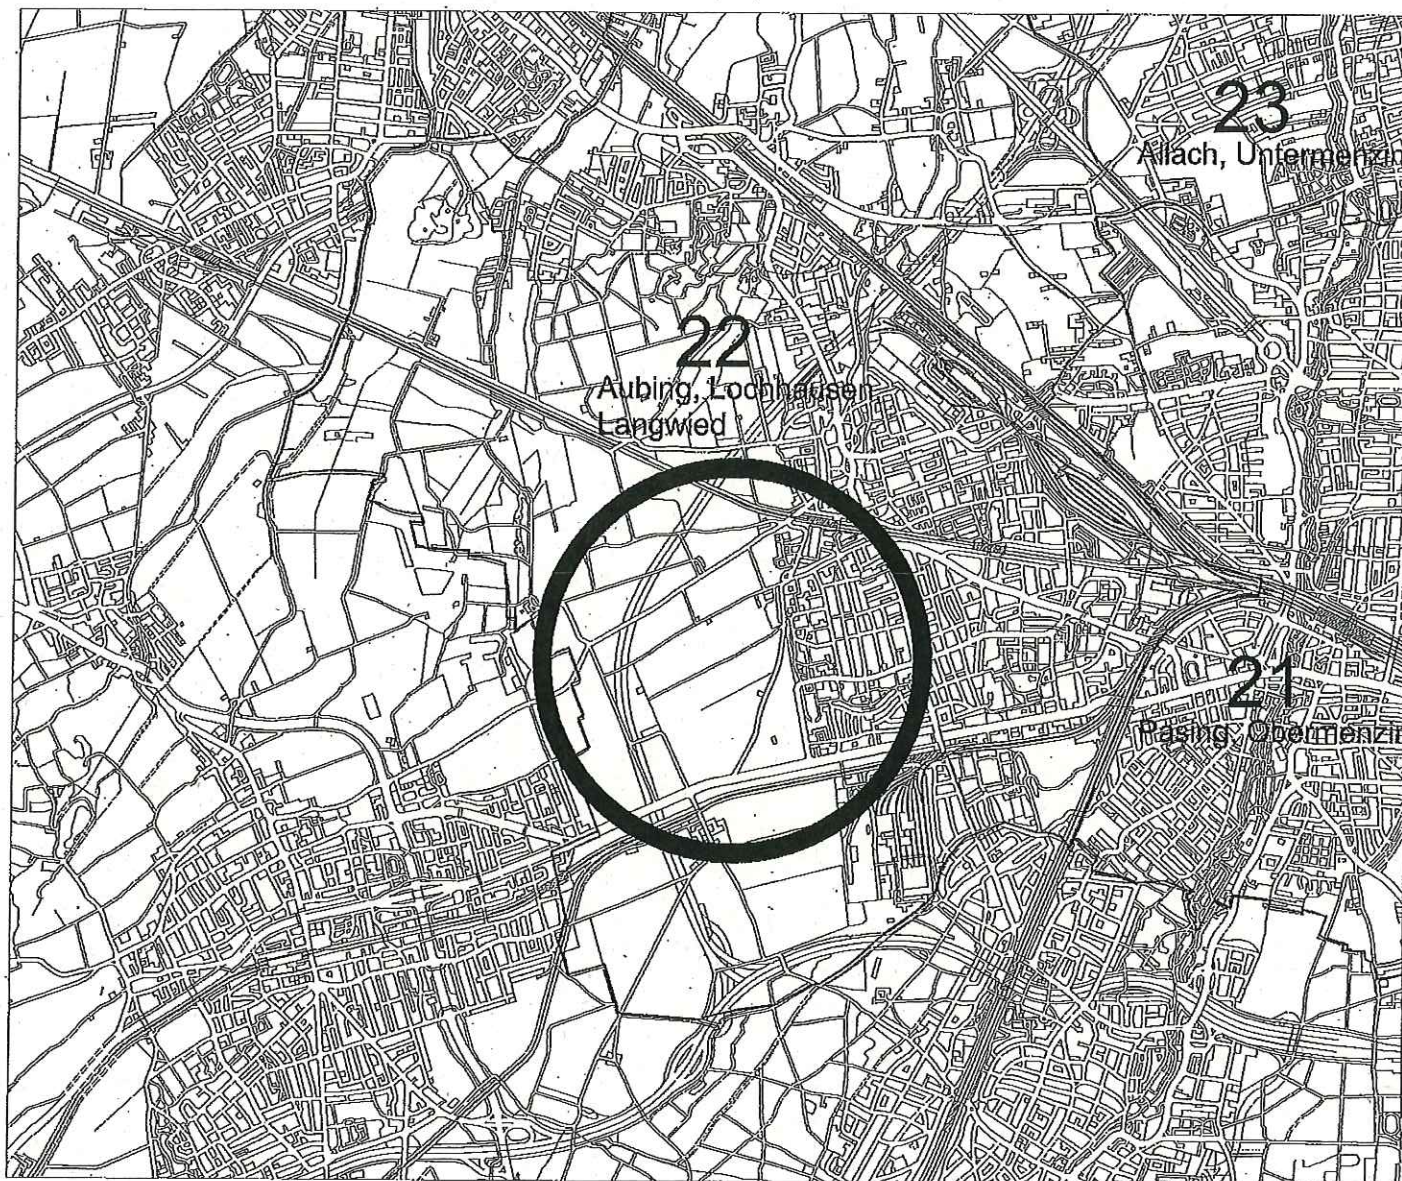 23
Allach, Untermenzin
22
Aubing, Lochhausen
Langwied
21
Pasing, Obermenzin